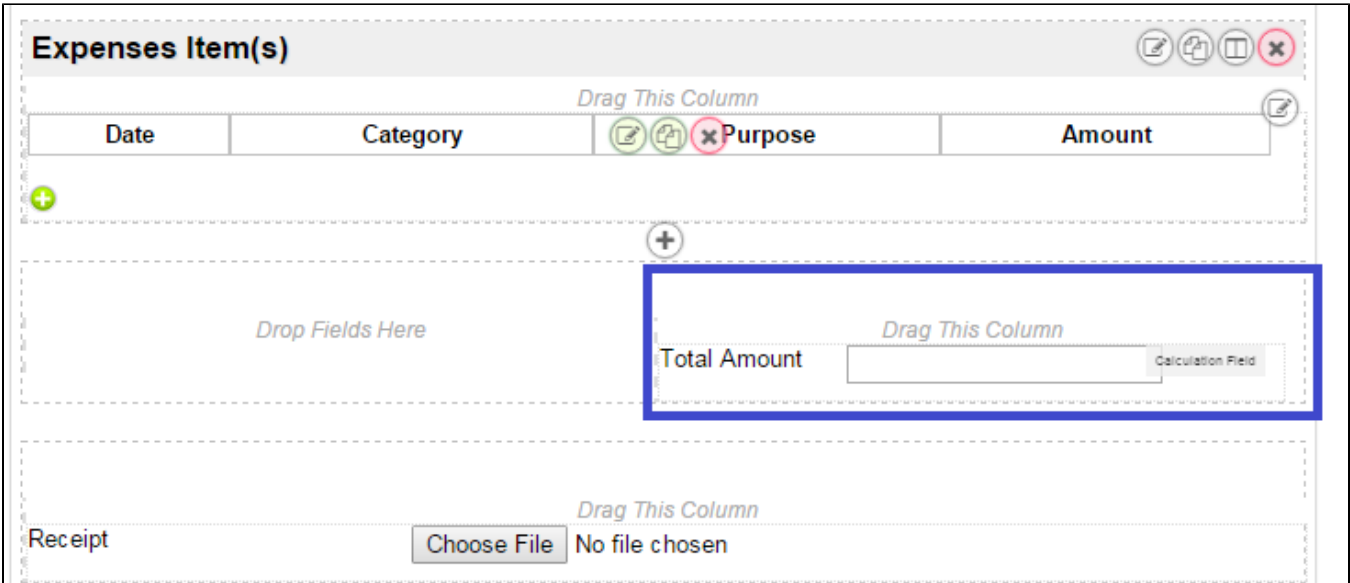 Expenses Item(s)
Drag This Column
Date Category Purpose Amount
Drop Fields Here
Drag This Column
Total Amount Calculation Field
Drag This Column
Receipt Choose File No file chosen